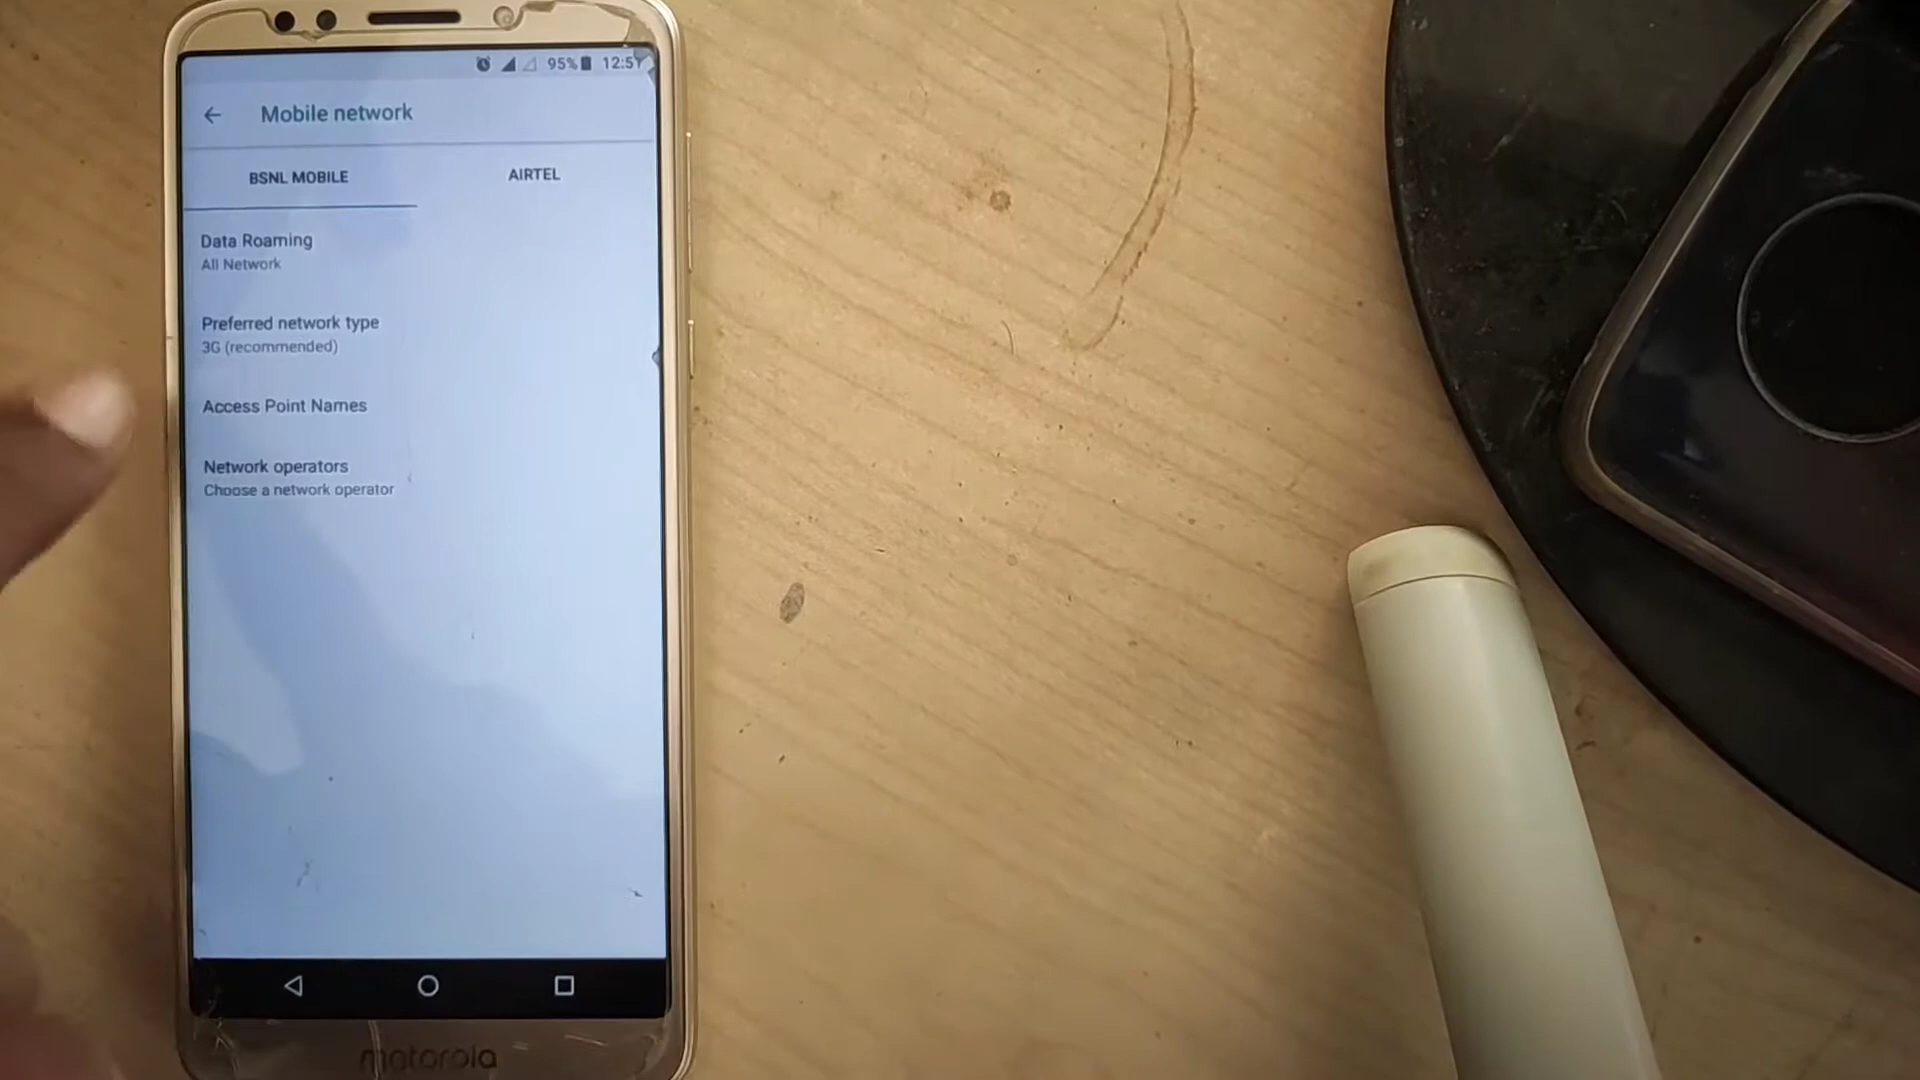 95% 12:57
Mobile network
BSNL MOBILE
AIRTEL
Data Roaming
All Network
Preferred network type
3G (recommended)
Access Point Names
Network operators
Choose a network operator
motorola